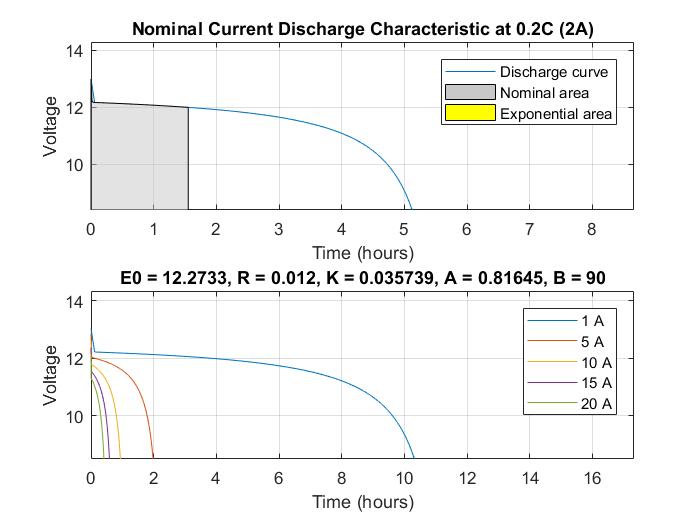 Nominal Current Discharge Characteristic at 0.2C (2A)
14
12
10
Voltage
Discharge curve
Nominal area
Exponential area
0 1 2 3 4 5 6 7 8
Time (hours)
E0 = 12.2733, R = 0.012, K = 0.035739, A = 0.81645, B = 90
14
12
10
Voltage
1 A
5 A
10 A
15 A
20 A
0 2 4 6 8 10 12 14 16
Time (hours)